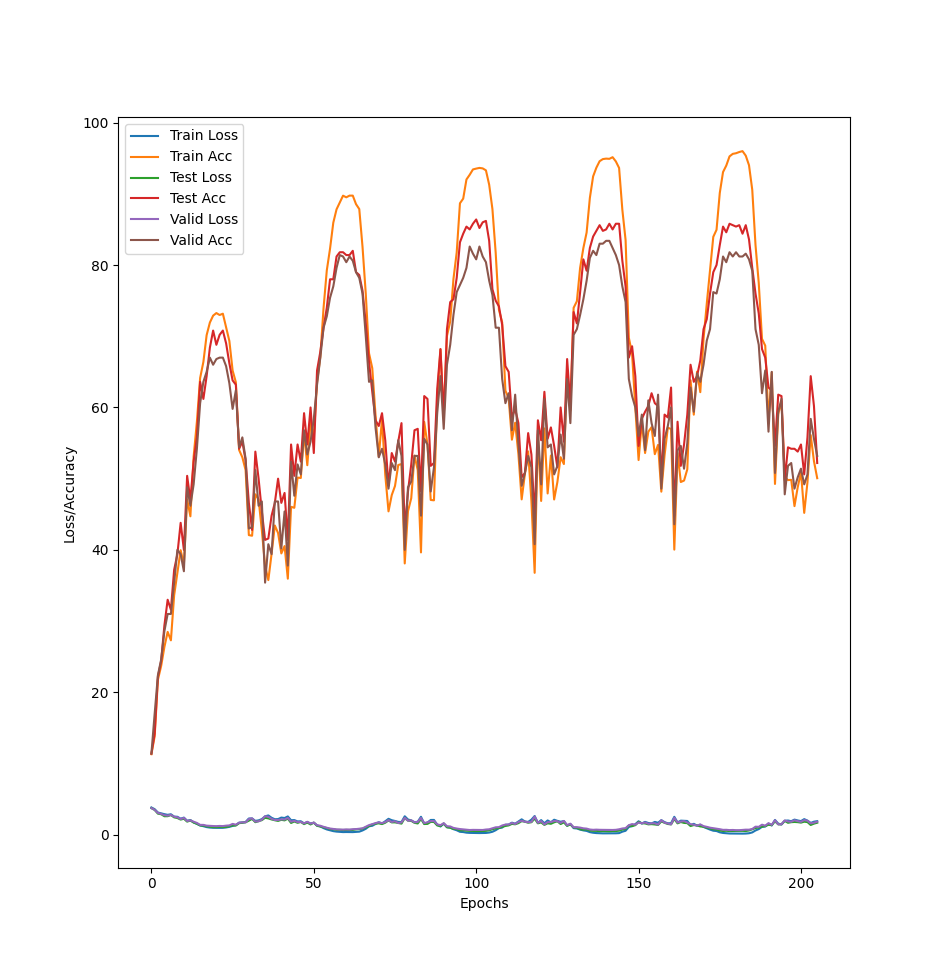 100
80
60
40
20
0
Loss/Accuracy
Train Loss
Train Acc
Test Loss
Test Acc
Valid Loss
Valid Acc
0 50 100 150 200
Epochs